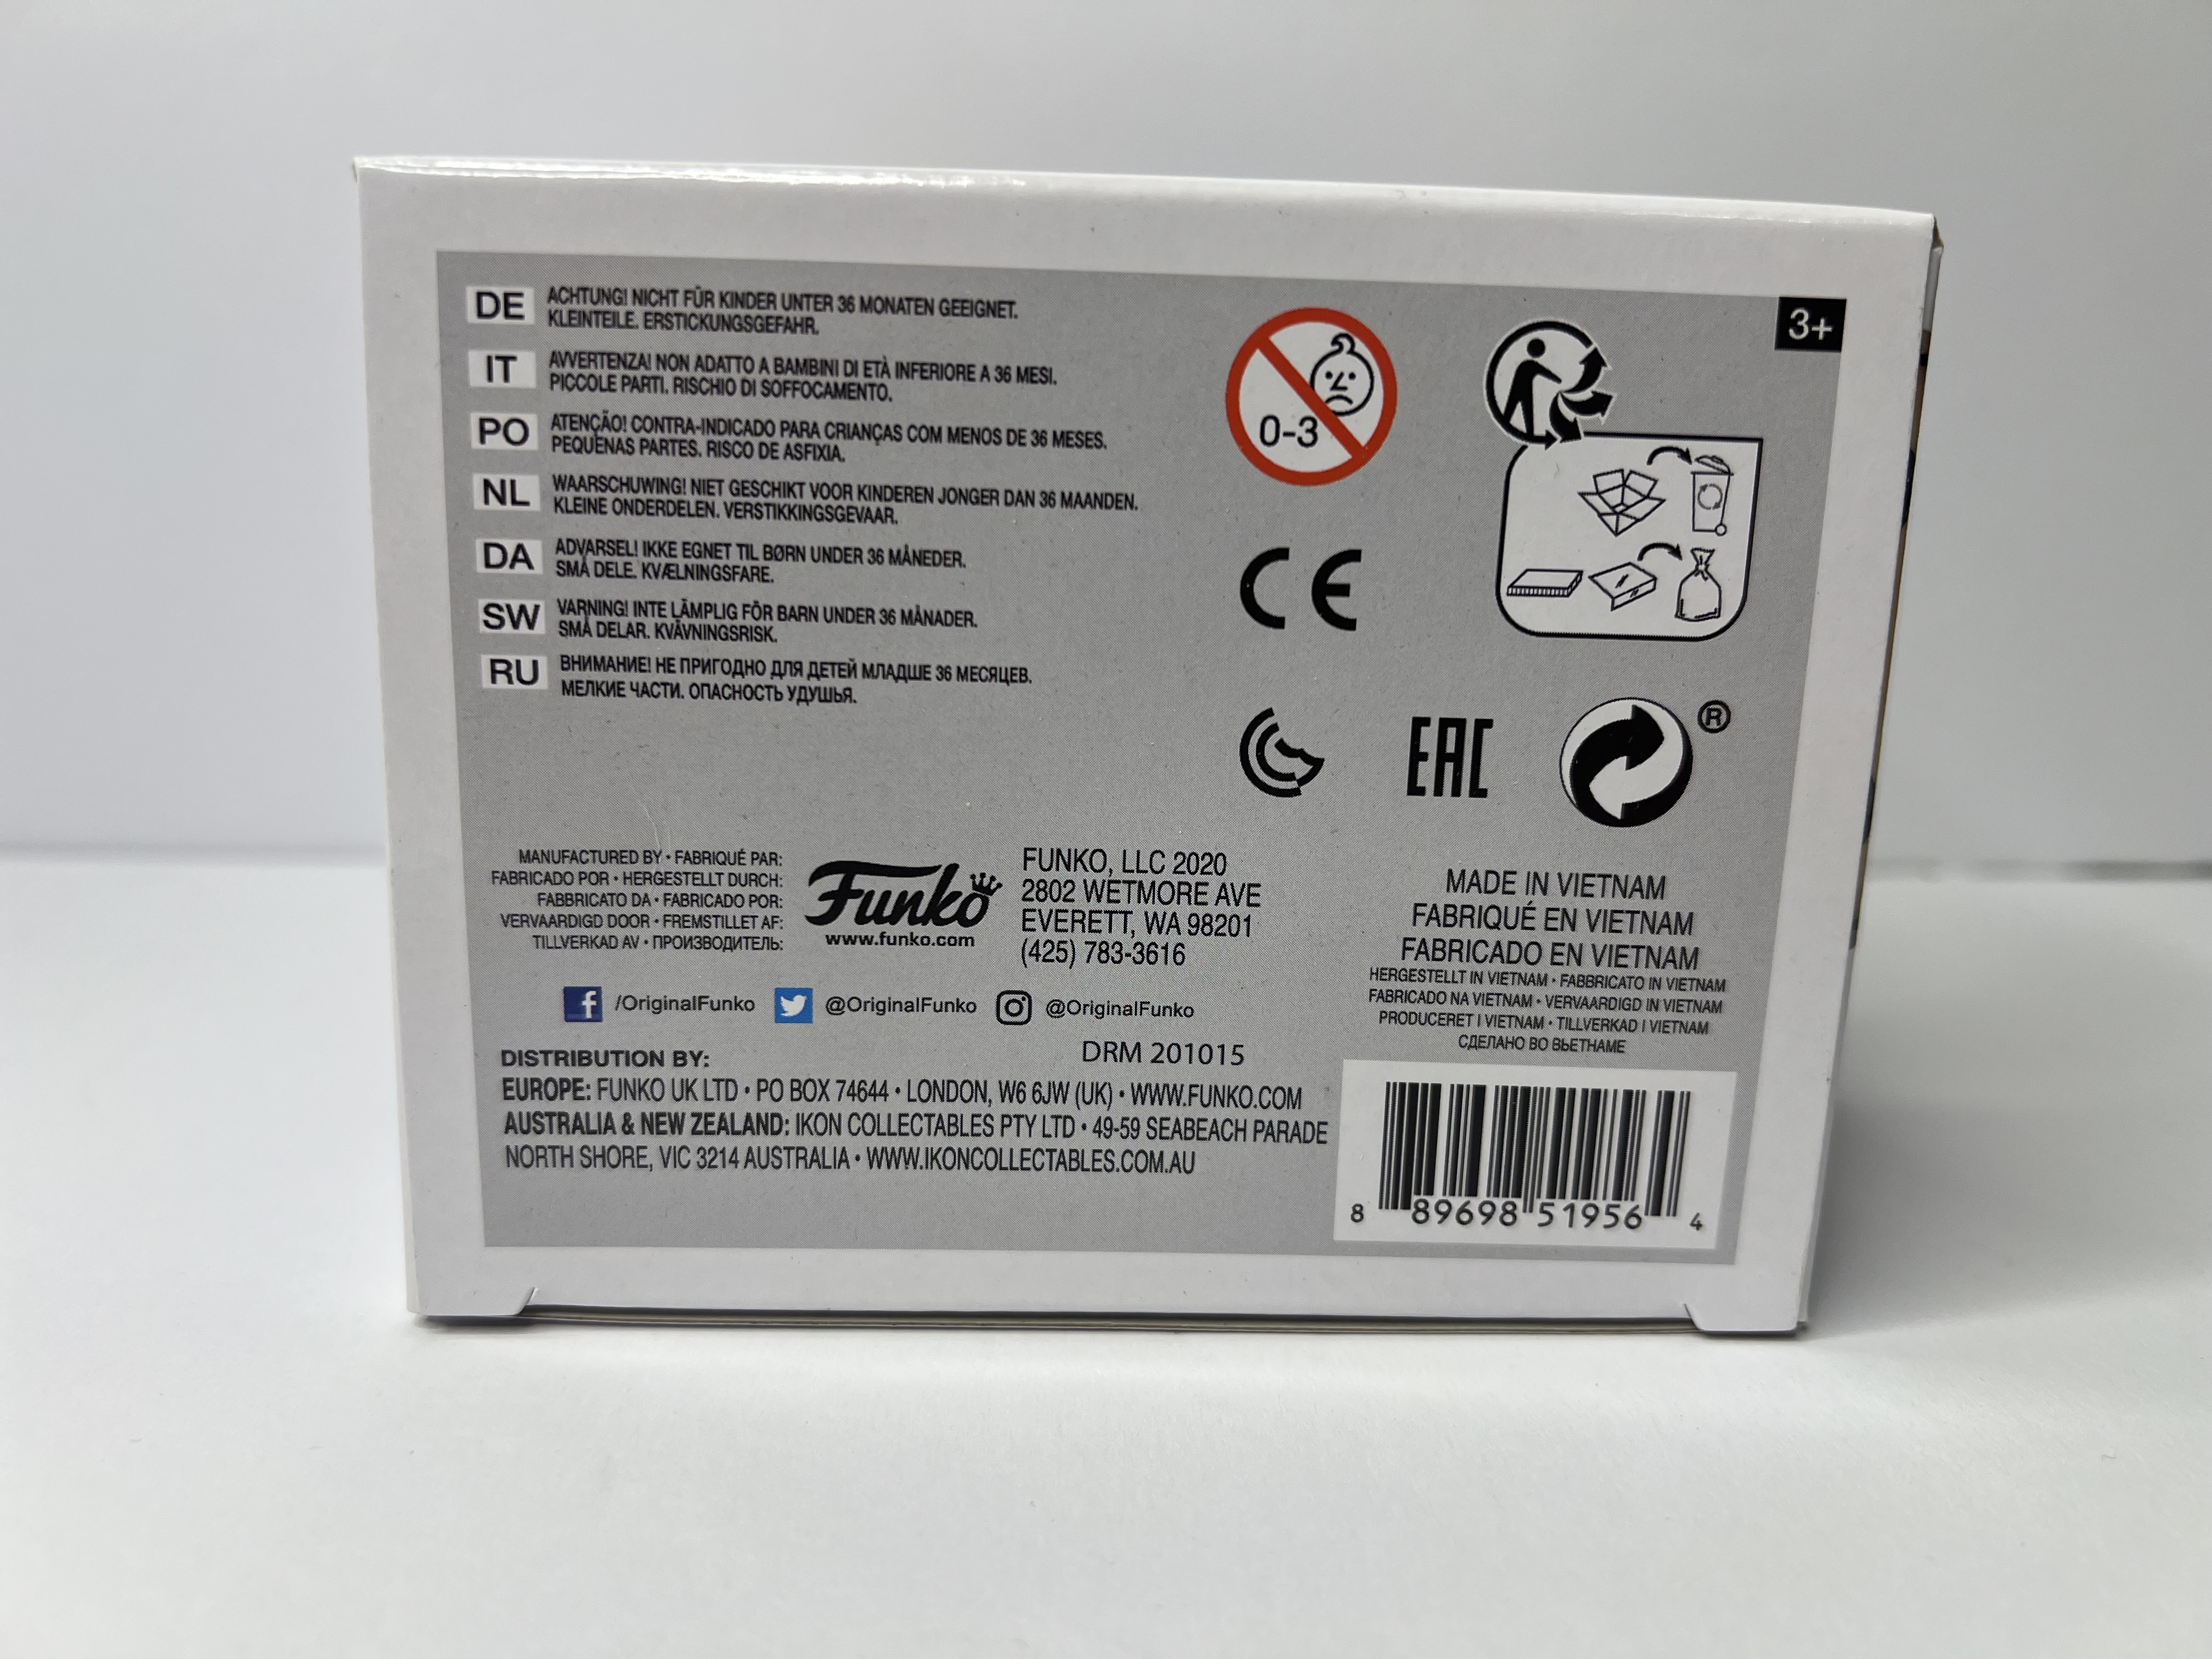 DE ACHTUNG! NICHT FÜR KINDER UNTER 36 MONATEN GEEIGNET.
KLEINTEILE. ERSTICKUNGSGEFAHR.
IT AVVERTENZA! NON ADATTO A BAMBINI DI ETÀ INFERIORE A 36 MESI.
PICCOLE PARTI. RISCHIO DI SOFFOCAMENTO.
PO ATENÇÃO! CONTRA-INDICADO PARA CRIANÇAS COM MENOS DE 36 MESES.
PEQUENAS PARTES. RISCO DE ASFIXIA.
NL WAARSCHUWING! NIET GESCHIKT VOOR KINDEREN JONGER DAN 36 MAANDEN.
KLEINE ONDERDELEN. VERSTIKKINGSGEVAAR.
DA ADVARSEL! IKKE EGNET TIL BØRN UNDER 36 MÅNEDER.
SMÅ DELE. KVÆLNINGSFARE.
SW VARNING! INTE LÄMPLIG FÖR BARN UNDER 36 MÅNADER.
SMÅ DELAR. KVÄVNINGSRISK.
RU ВНИМАНИЕ! НЕ ПРИГОДНО ДЛЯ ДЕТЕЙ МЛАДШЕ 36 МЕСЯЦЕВ.
МЕЛКИЕ ЧАСТИ. ОПАСНОСТЬ УДУШЬЯ.
0-3
3+
CE
EAC
®
MANUFACTURED BY • FABRIQUÉ PAR:
FABRICADO POR • HERGESTELLT DURCH:
FABBRICATO DA • FABRICADO POR:
VERVAARDIGD DOOR • FREMSTILLET AF:
TILLVERKAD AV • ПРОИЗВОДИТЕЛЬ:
Funko
www.funko.com
FUNKO, LLC 2020
2802 WETMORE AVE
EVERETT, WA 98201
(425) 783-3616
MADE IN VIETNAM
FABRIQUÉ EN VIETNAM
FABRICADO EN VIETNAM
HERGESTELLT IN VIETNAM • FABBRICATO IN VIETNAM
FABRICADO NA VIETNAM • VERVAARDIGD IN VIETNAM
PRODUCERET I VIETNAM • TILLVERKAD I VIETNAM
СДЕЛАНО ВО ВЬЕТНАМЕ
f /OriginalFunko @OriginalFunko @OriginalFunko
DRM 201015
DISTRIBUTION BY:
EUROPE: FUNKO UK LTD • PO BOX 74644 • LONDON, W6 6JW (UK) • WWW.FUNKO.COM
AUSTRALIA & NEW ZEALAND: IKON COLLECTABLES PTY LTD • 49-59 SEABEACH PARADE
NORTH SHORE, VIC 3214 AUSTRALIA • WWW.IKONCOLLECTABLES.COM.AU
8 89698 51956 4